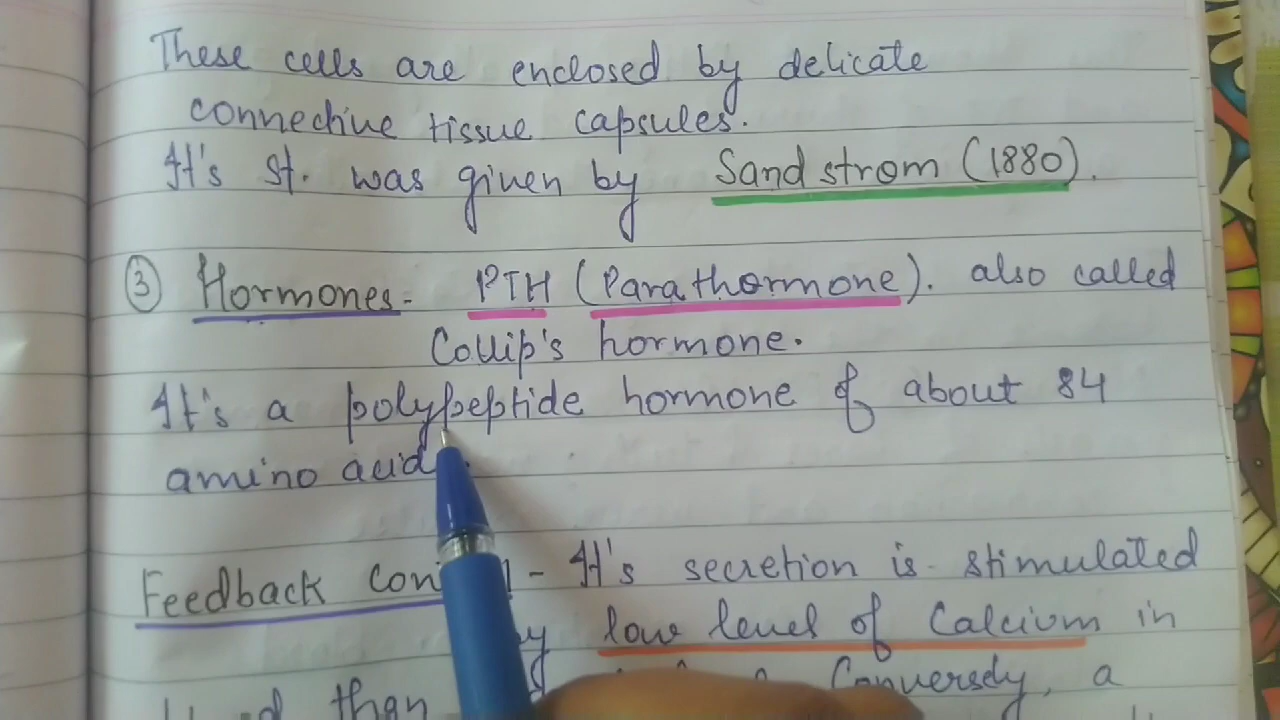 These cells are enclosed by delicate
connective tissue capsules.
It's st. was given by Sandstrom (1880).
③ Hormones- PTH (Parathormone). also called
Collip's hormone.
It's a polypeptide hormone of about 84
amino acid
Feedback - It's secretion is stimulated
by low level of Calcium in
than Conversely, a